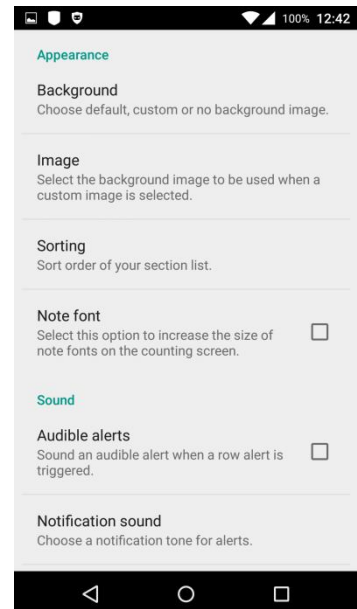 100% 12:42
Appearance
Background
Choose default, custom or no background image.
Image
Select the background image to be used when a
custom image is selected.
Sorting
Sort order of your section list.
Note font
Select this option to increase the size of
note fonts on the counting screen.
Sound
Audible alerts
Sound an audible alert when a row alert is
triggered.
Notification sound
Choose a notification tone for alerts.